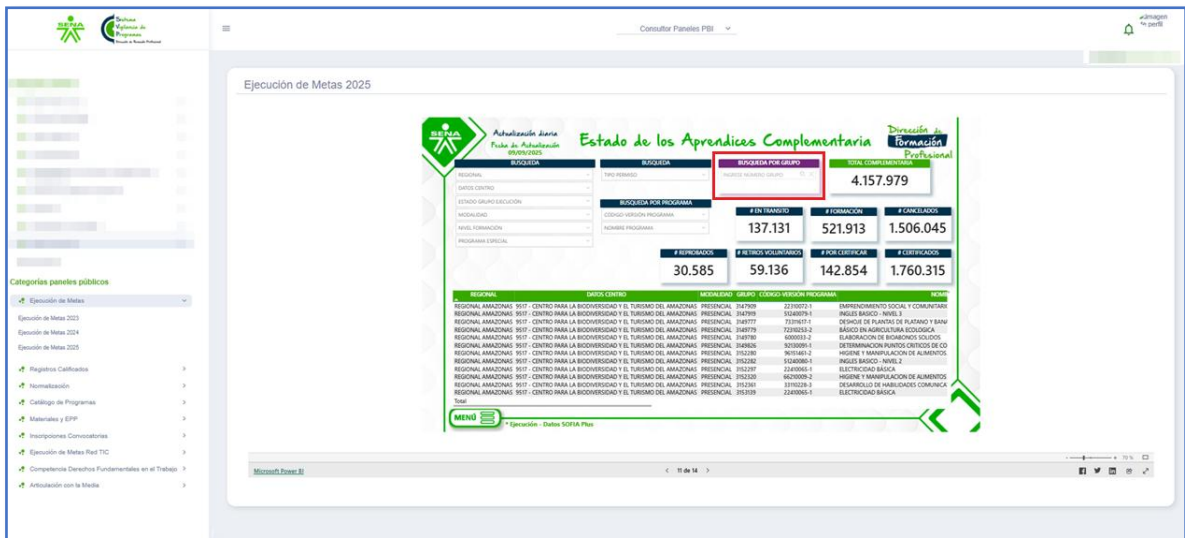 SENA
Sistema
Vigilancia de
Programas
Dirección de Formación Profesional
Consultor Paneles PBI
Imagen
de perfil
Ejecución de Metas 2025
SENA
Actualización diaria
Fecha de Actualización
09/09/2025
Estado de los Aprendices Complementaria
Dirección de
Formación
Profesional
BUSQUEDA
REGIONAL
DATOS CENTRO
ESTADO GRUPO EJECUCIÓN
MODALIDAD
NIVEL FORMACIÓN
PROGRAMA ESPECIAL
BUSQUEDA
TIPO PERMISO
BUSQUEDA POR PROGRAMA
CÓDIGO VERSIÓN PROGRAMA
NOMBRE PROGRAMA
BUSQUEDA POR GRUPO
INGRESE NÚMERO GRUPO
TOTAL COMPLEMENTARIA
4.157.979
# EN TRANSITO
137.131
# FORMACIÓN
521.913
# CANCELADOS
1.506.045
# REPROBADOS
30.585
# RETIROS VOLUNTARIOS
59.136
# POR CERTIFICAR
142.854
# CERTIFICADOS
1.760.315
REGIONAL DATOS CENTRO MODALIDAD GRUPO CÓDIGO-VERSIÓN PROGRAMA NOMB
REGIONAL AMAZONAS 9517 - CENTRO PARA LA BIODIVERSIDAD Y EL TURISMO DEL AMAZONAS PRESENCIAL 3147909 22310072-1 EMPRENDIMIENTO SOCIAL Y COMUNITARI
REGIONAL AMAZONAS 9517 - CENTRO PARA LA BIODIVERSIDAD Y EL TURISMO DEL AMAZONAS PRESENCIAL 3147919 51240079-1 INGLES BASICO - NIVEL 3
REGIONAL AMAZONAS 9517 - CENTRO PARA LA BIODIVERSIDAD Y EL TURISMO DEL AMAZONAS PRESENCIAL 3149777 73311617-1 DESHOJE DE PLANTAS DE PLATANO Y BANA
REGIONAL AMAZONAS 9517 - CENTRO PARA LA BIODIVERSIDAD Y EL TURISMO DEL AMAZONAS PRESENCIAL 3149779 72310253-2 BÁSICO EN AGRICULTURA ECOLOGICA
REGIONAL AMAZONAS 9517 - CENTRO PARA LA BIODIVERSIDAD Y EL TURISMO DEL AMAZONAS PRESENCIAL 3149780 6000033-2 ELABORACION DE BIOABONOS SOLIDOS
REGIONAL AMAZONAS 9517 - CENTRO PARA LA BIODIVERSIDAD Y EL TURISMO DEL AMAZONAS PRESENCIAL 3149826 92130091-1 DETERMINACION PUNTOS CRITICOS DE CO
REGIONAL AMAZONAS 9517 - CENTRO PARA LA BIODIVERSIDAD Y EL TURISMO DEL AMAZONAS PRESENCIAL 3152280 96151461-2 HIGIENE Y MANIPULACION DE ALIMENTOS
REGIONAL AMAZONAS 9517 - CENTRO PARA LA BIODIVERSIDAD Y EL TURISMO DEL AMAZONAS PRESENCIAL 3152282 51240080-1 INGLES BASICO - NIVEL 2
REGIONAL AMAZONAS 9517 - CENTRO PARA LA BIODIVERSIDAD Y EL TURISMO DEL AMAZONAS PRESENCIAL 3152297 22410065-1 ELECTRICIDAD BÁSICA
REGIONAL AMAZONAS 9517 - CENTRO PARA LA BIODIVERSIDAD Y EL TURISMO DEL AMAZONAS PRESENCIAL 3152320 66210009-2 HIGIENE Y MANIPULACION DE ALIMENTOS
REGIONAL AMAZONAS 9517 - CENTRO PARA LA BIODIVERSIDAD Y EL TURISMO DEL AMAZONAS PRESENCIAL 3152361 33110228-3 DESARROLLO DE HABILIDADES COMUNICA
REGIONAL AMAZONAS 9517 - CENTRO PARA LA BIODIVERSIDAD Y EL TURISMO DEL AMAZONAS PRESENCIAL 3153139 22410065-1 ELECTRICIDAD BÁSICA
Total
MENÚ
* Ejecución - Datos SOFIA Plus
Categorías paneles públicos
Ejecución de Metas
Ejecución de Metas 2023
Ejecución de Metas 2024
Ejecución de Metas 2025
Registros Calificados
Normalización
Catálogo de Programas
Materiales y EPP
Inscripciones Convocatorias
Ejecución de Metas Red TIC
Competencia Derechos Fundamentales en el Trabajo
Articulación con la Media
- + 70 %
Microsoft Power BI
< 11 de 14 >